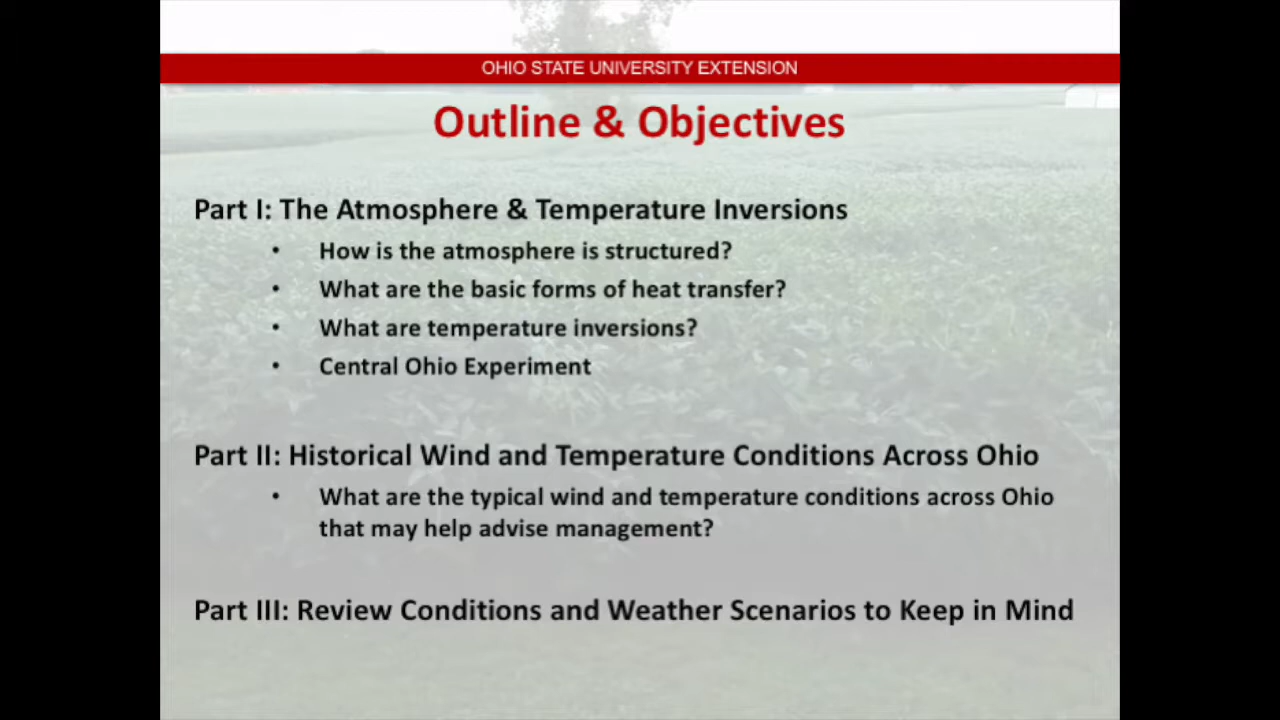 OHIO STATE UNIVERSITY EXTENSION
Outline & Objectives
Part I: The Atmosphere & Temperature Inversions
• How is the atmosphere is structured?
• What are the basic forms of heat transfer?
• What are temperature inversions?
• Central Ohio Experiment
Part II: Historical Wind and Temperature Conditions Across Ohio
• What are the typical wind and temperature conditions across Ohio
that may help advise management?
Part III: Review Conditions and Weather Scenarios to Keep in Mind